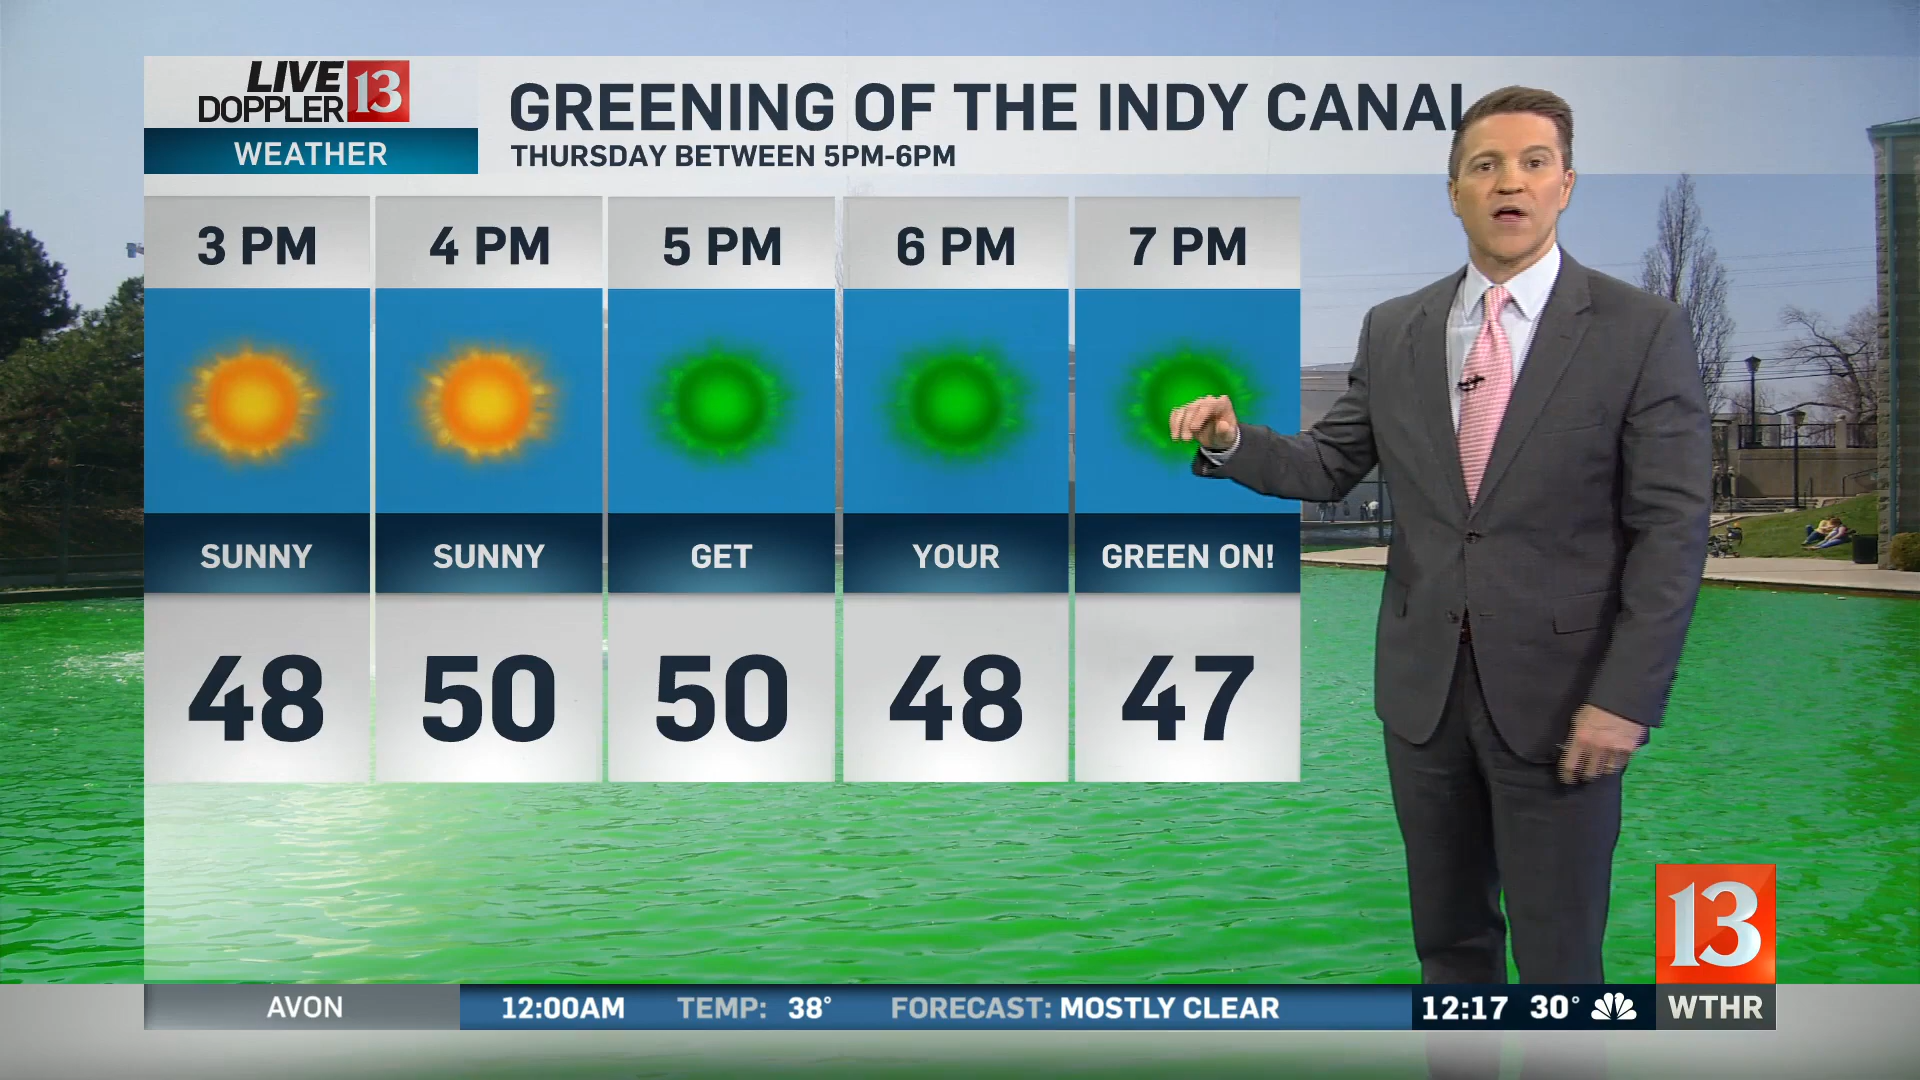 LIVE
DOPPLER 13
WEATHER
GREENING OF THE INDY CANAL
THURSDAY BETWEEN 5PM-6PM
3 PM 4 PM 5 PM 6 PM 7 PM
SUNNY SUNNY GET YOUR GREEN ON!
48 50 50 48 47
13
AVON 12:00AM TEMP: 38° FORECAST: MOSTLY CLEAR 12:17 30° WTHR